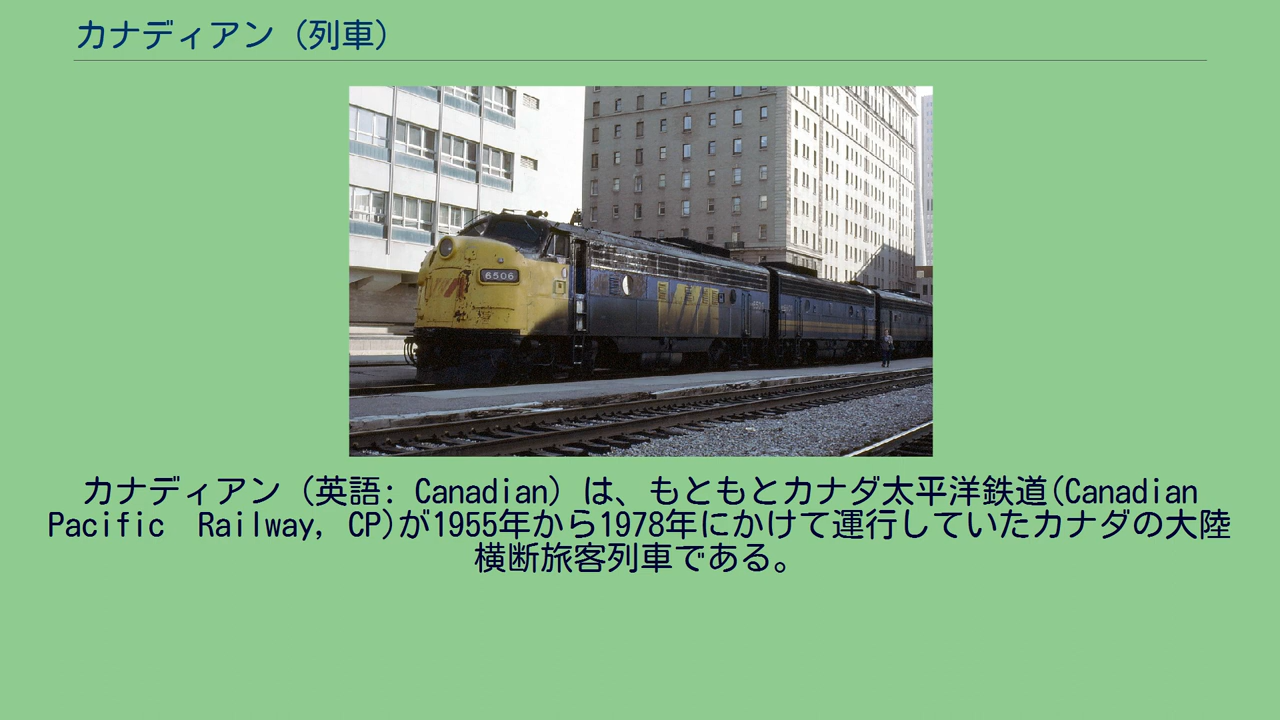 カナディアン（列車）
6506
VIA
カナディアン（英語: Canadian）は、もともとカナダ太平洋鉄道(Canadian
Pacific Railway, CP)が1955年から1978年にかけて運行していたカナダの大陸
横断旅客列車である。